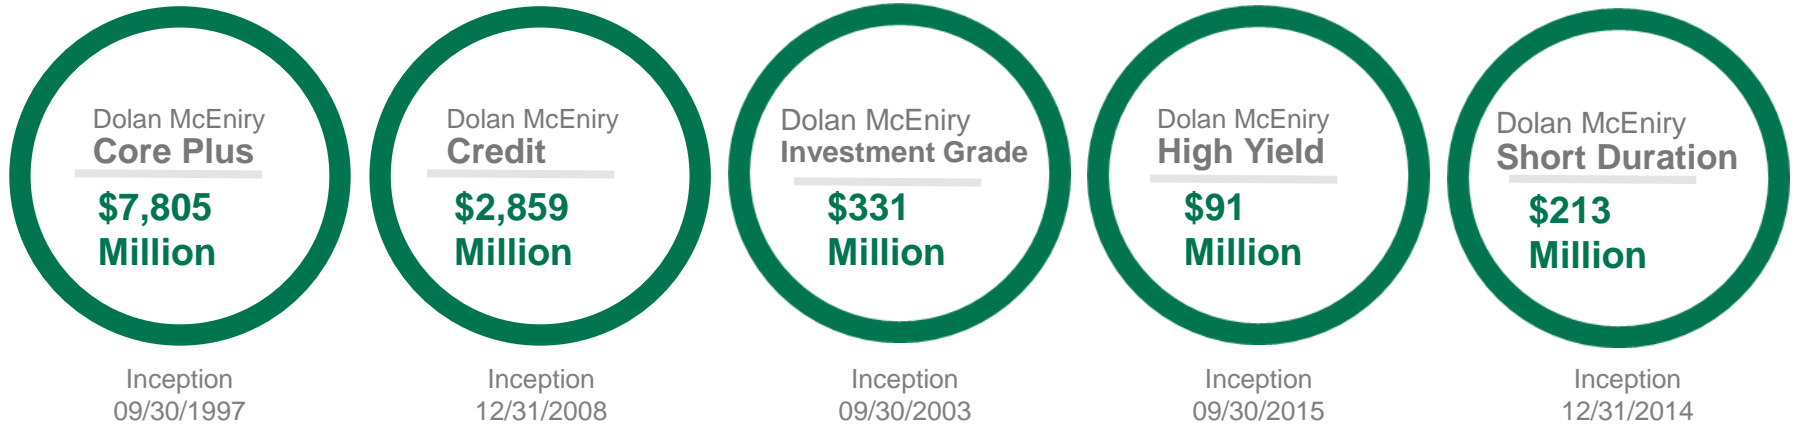 Dolan McEniry
Core Plus
$7,805
Million
Inception
09/30/1997
Dolan McEniry
Credit
$2,859
Million
Inception
12/31/2008
Dolan McEniry
Investment Grade
$331
Million
Inception
09/30/2003
Dolan McEniry
High Yield
$91
Million
Inception
09/30/2015
Dolan McEniry
Short Duration
$213
Million
Inception
12/31/2014